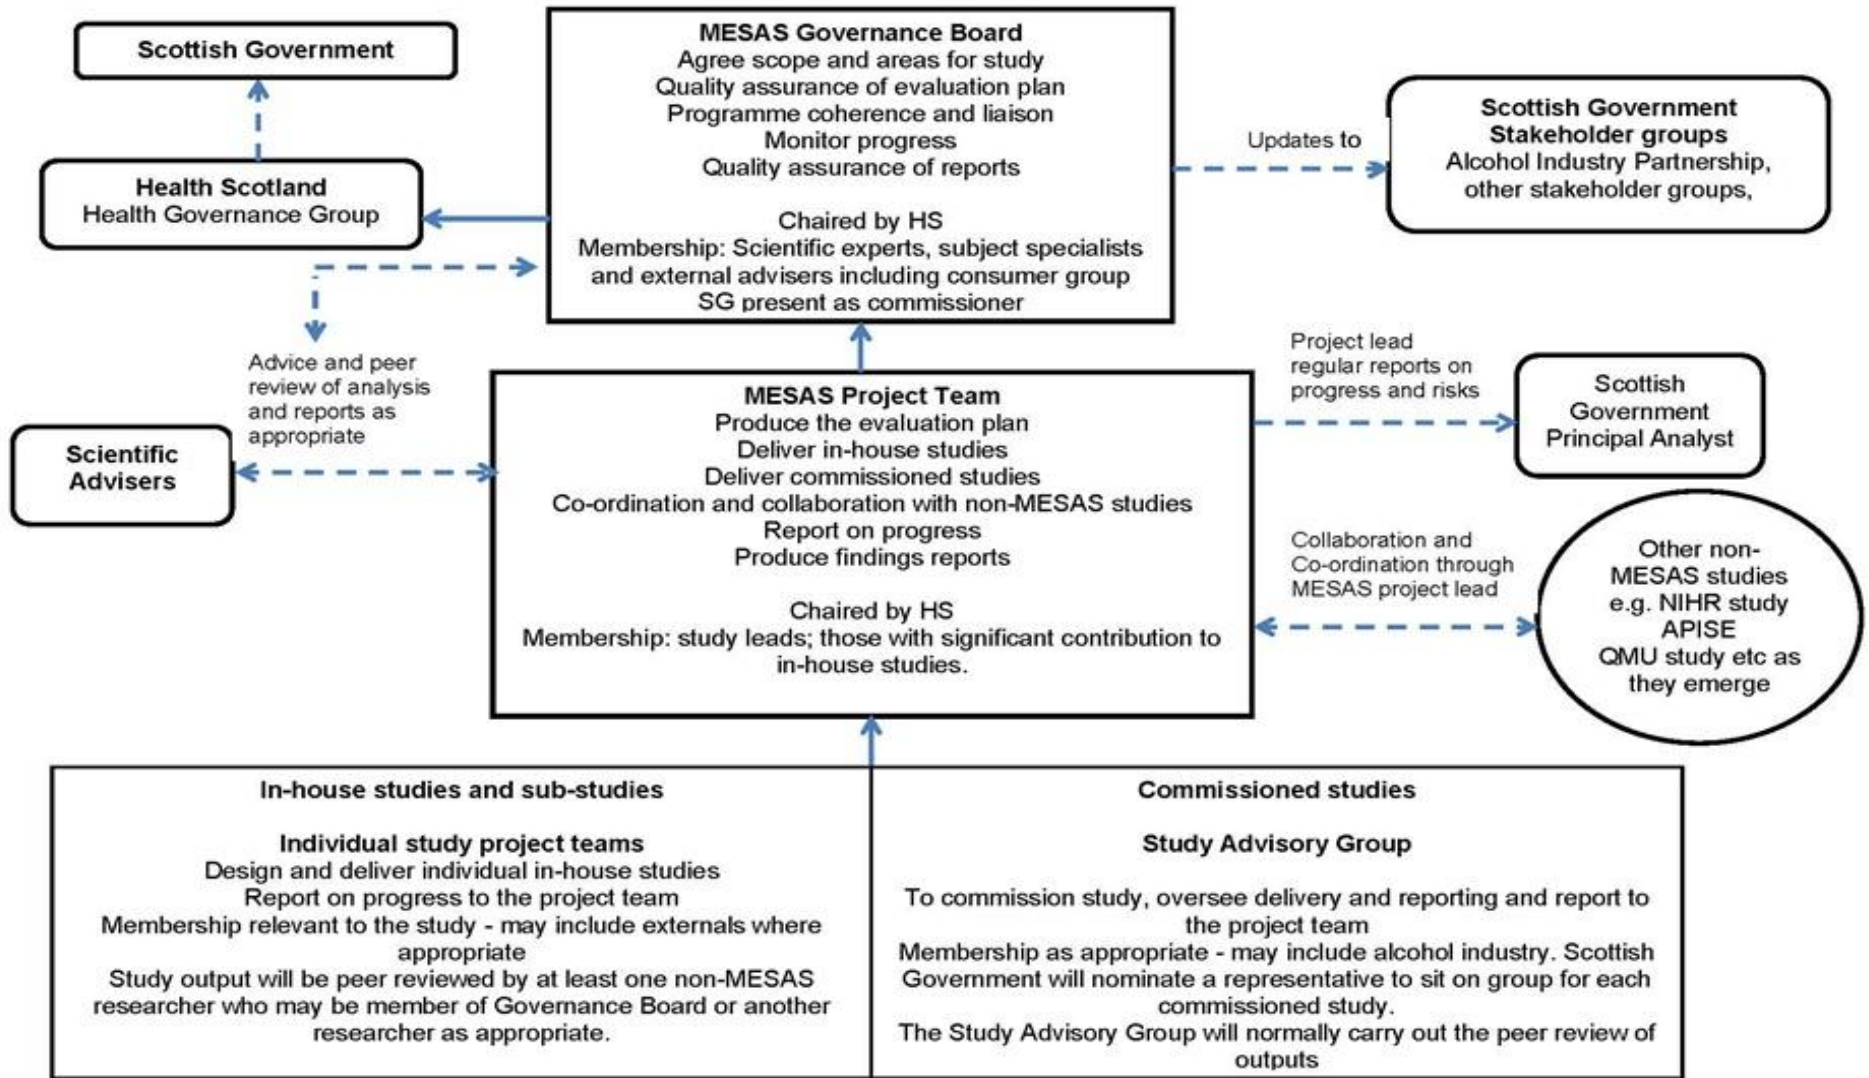 Scottish Government
MESAS Governance Board
Agree scope and areas for study
Quality assurance of evaluation plan
Programme coherence and liaison
Monitor progress
Quality assurance of reports
Chaired by HS
Membership: Scientific experts, subject specialists
and external advisers including consumer group
SG present as commissioner
Updates to
Scottish Government
Stakeholder groups
Alcohol Industry Partnership,
other stakeholder groups,
Health Scotland
Health Governance Group
Advice and peer
review of analysis
and reports as
appropriate
Scientific
Advisers
MESAS Project Team
Produce the evaluation plan
Deliver in-house studies
Deliver commissioned studies
Co-ordination and collaboration with non-MESAS studies
Report on progress
Produce findings reports
Chaired by HS
Membership: study leads; those with significant contribution to
in-house studies.
Project lead
regular reports on
progress and risks
Scottish
Government
Principal Analyst
Collaboration and
Co-ordination through
MESAS project lead
Other non-
MESAS studies
e.g. NIHR study
APISE
QMU study etc as
they emerge
In-house studies and sub-studies
Individual study project teams
Design and deliver individual in-house studies
Report on progress to the project team
Membership relevant to the study - may include externals where
appropriate
Study output will be peer reviewed by at least one non-MESAS
researcher who may be member of Governance Board or another
researcher as appropriate.
Commissioned studies
Study Advisory Group
To commission study, oversee delivery and reporting and report to
the project team
Membership as appropriate - may include alcohol industry. Scottish
Government will nominate a representative to sit on group for each
commissioned study.
The Study Advisory Group will normally carry out the peer review of
outputs